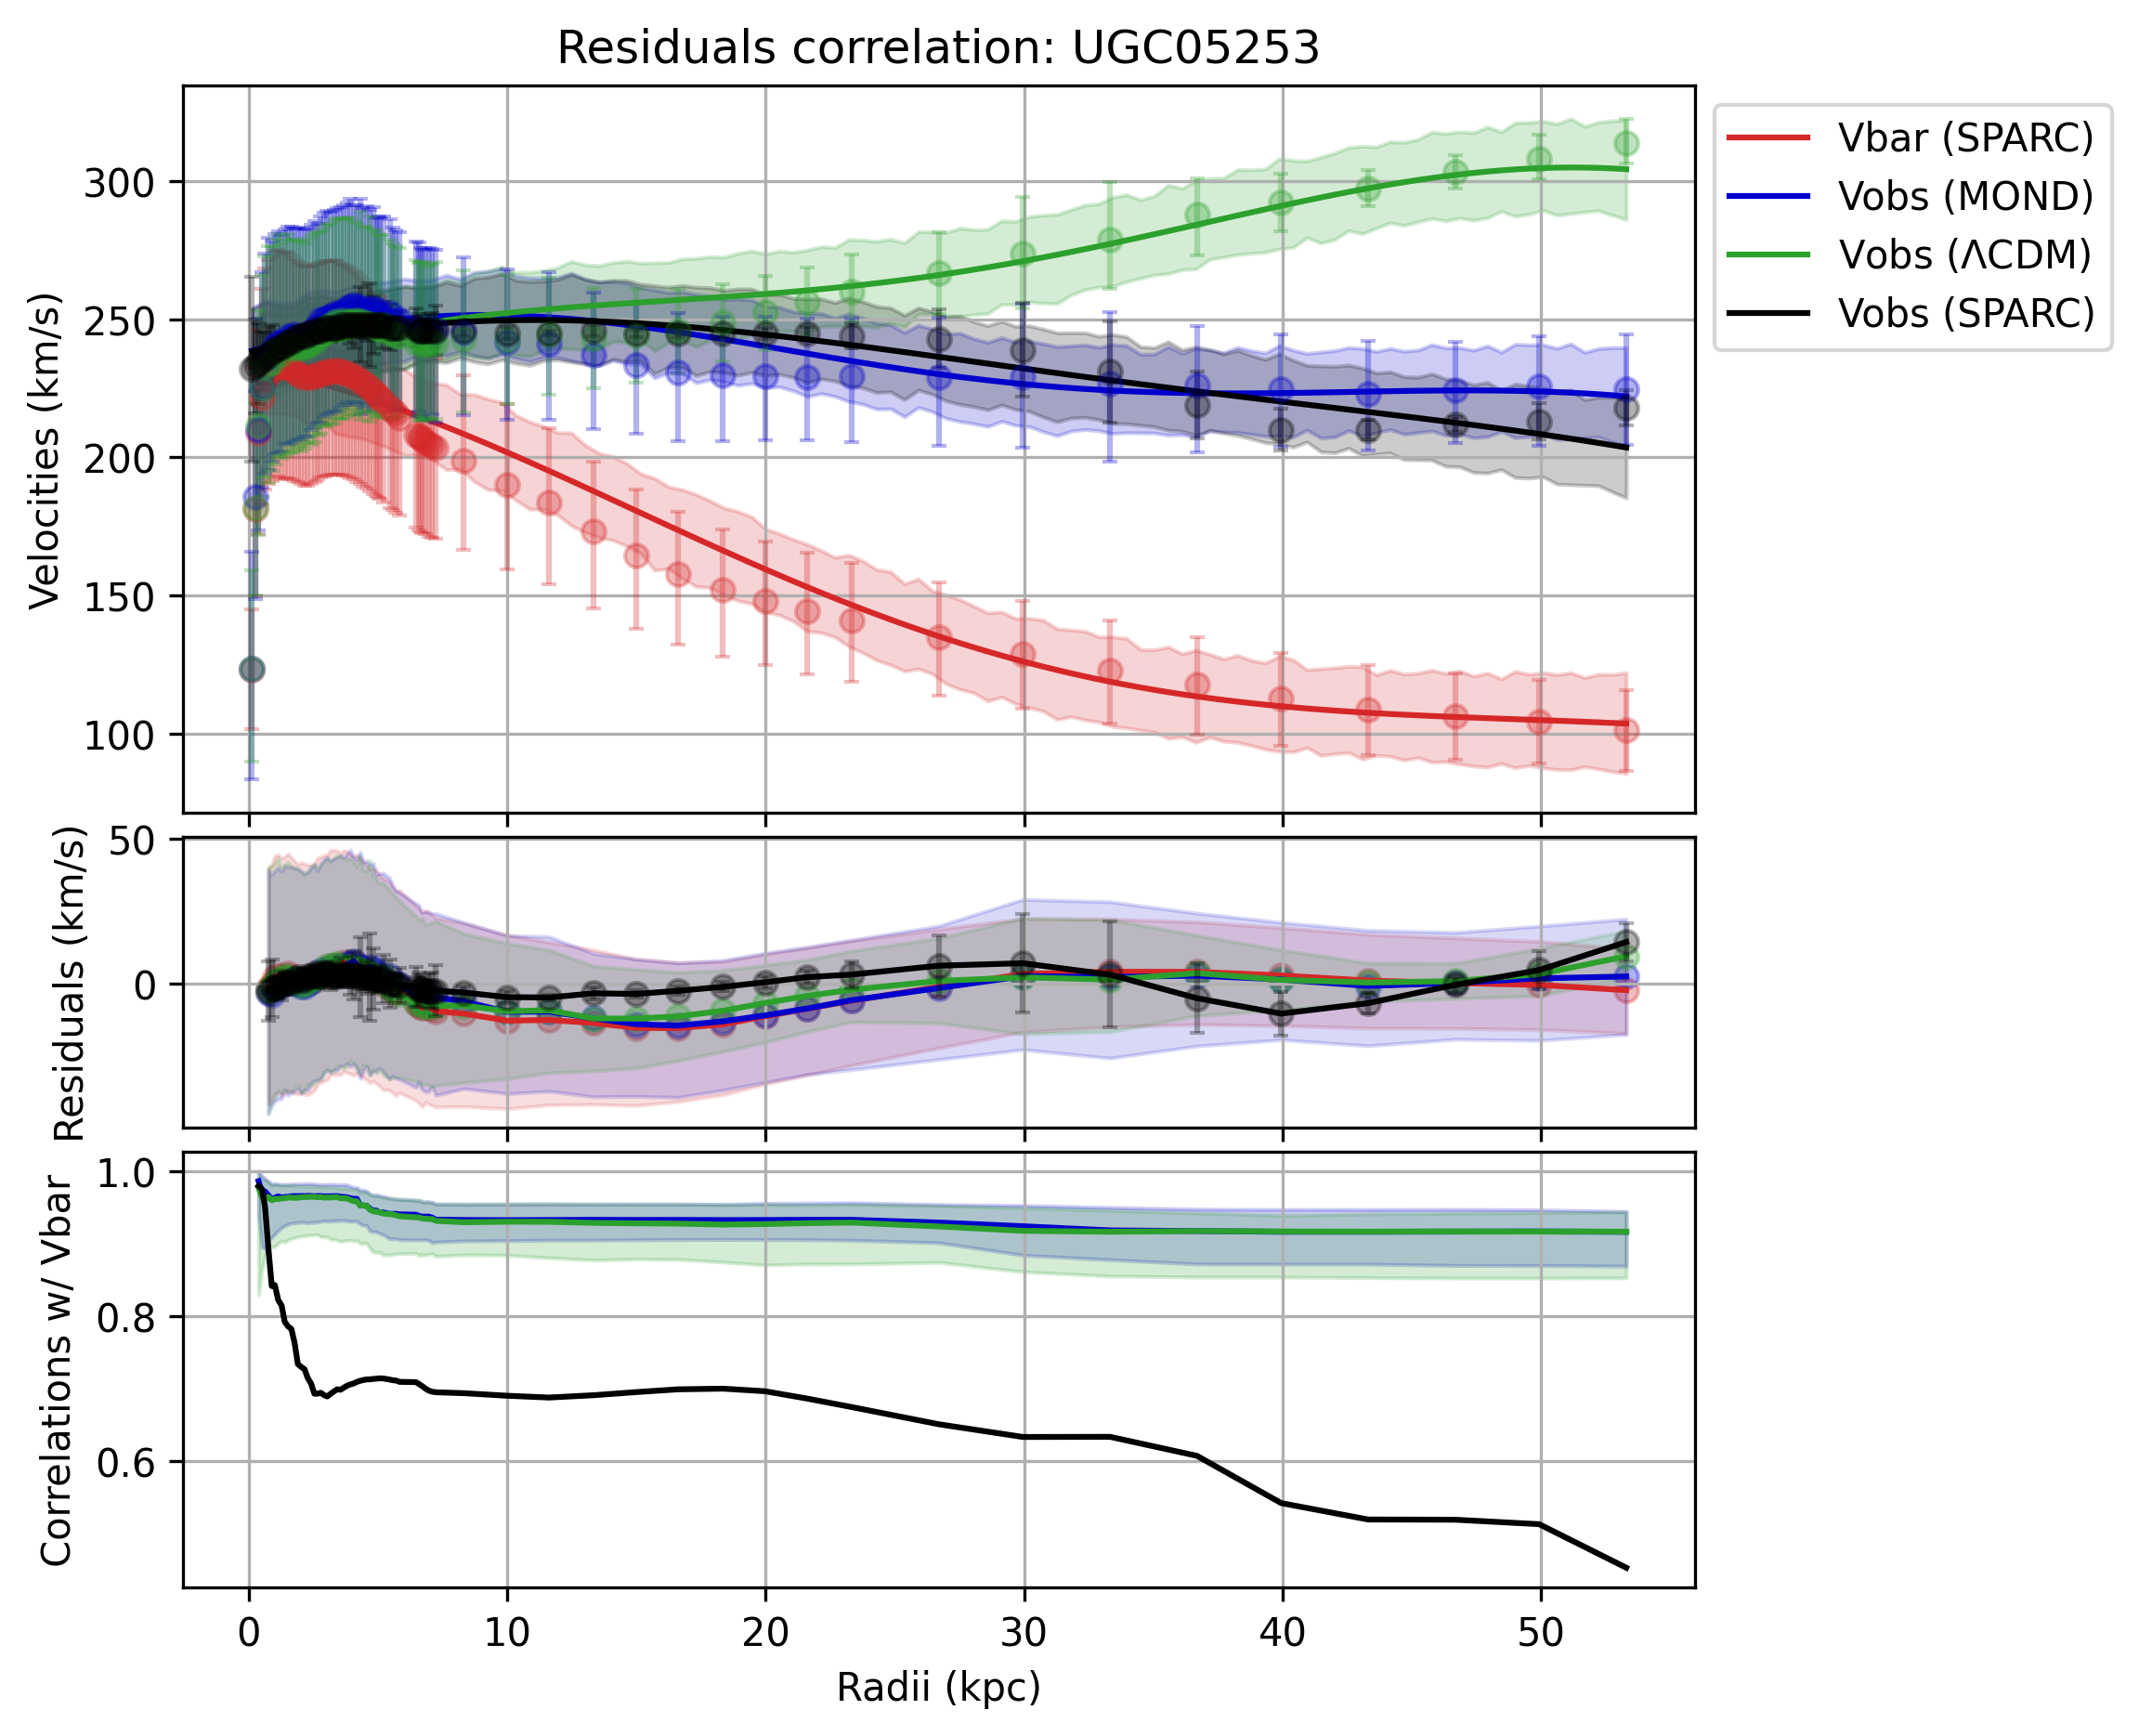 Residuals correlation: UGC05253
Velocities (km/s)
300
250
200
150
100
Vbar (SPARC)
Vobs (MOND)
Vobs (ΛCDM)
Vobs (SPARC)
Residuals (km/s)
50
0
Correlations w/ Vbar
1.0
0.8
0.6
0 10 20 30 40 50
Radii (kpc)